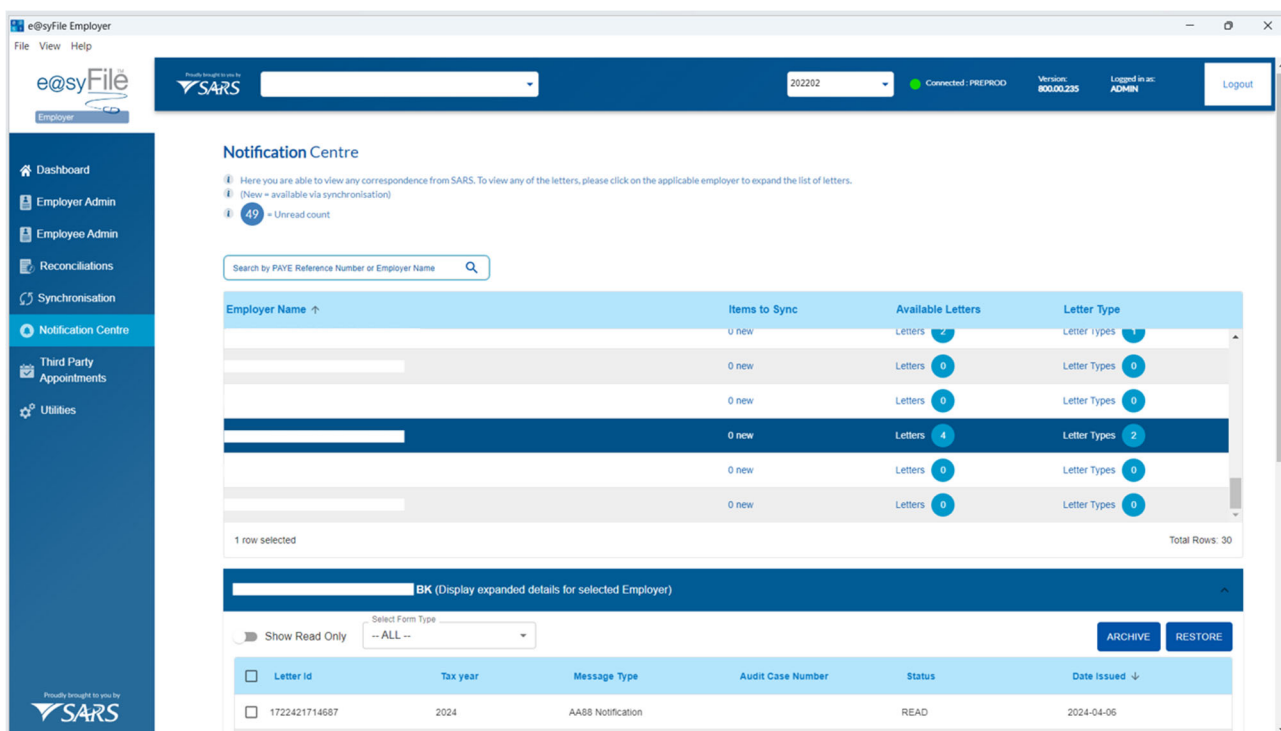 e@syFile Employer
File View Help
e@syFile
Employer
Proudly brought to you by
SARS
202202
Connected : PREPROD
Version:
800.00.235
Logged in as:
ADMIN
Logout
Dashboard
Employer Admin
Employee Admin
Reconciliations
Synchronisation
Notification Centre
Third Party
Appointments
Utilities
Proudly brought to you by
SARS
Notification Centre
Here you are able to view any correspondence from SARS. To view any of the letters, please click on the applicable employer to expand the list of letters.
(New = available via synchronisation)
49 = Unread count
Search by PAYE Reference Number or Employer Name
Employer Name ↑ Items to Sync Available Letters Letter Type
0 new Letters 2 Letter Types 1
0 new Letters 0 Letter Types 0
0 new Letters 0 Letter Types 0
0 new Letters 4 Letter Types 2
0 new Letters 0 Letter Types 0
0 new Letters 0 Letter Types 0
1 row selected Total Rows: 30
BK (Display expanded details for selected Employer)
Show Read Only
Select Form Type
-- ALL --
ARCHIVE RESTORE
Letter Id Tax year Message Type Audit Case Number Status Date Issued ↓
1722421714687 2024 AA88 Notification READ 2024-04-06